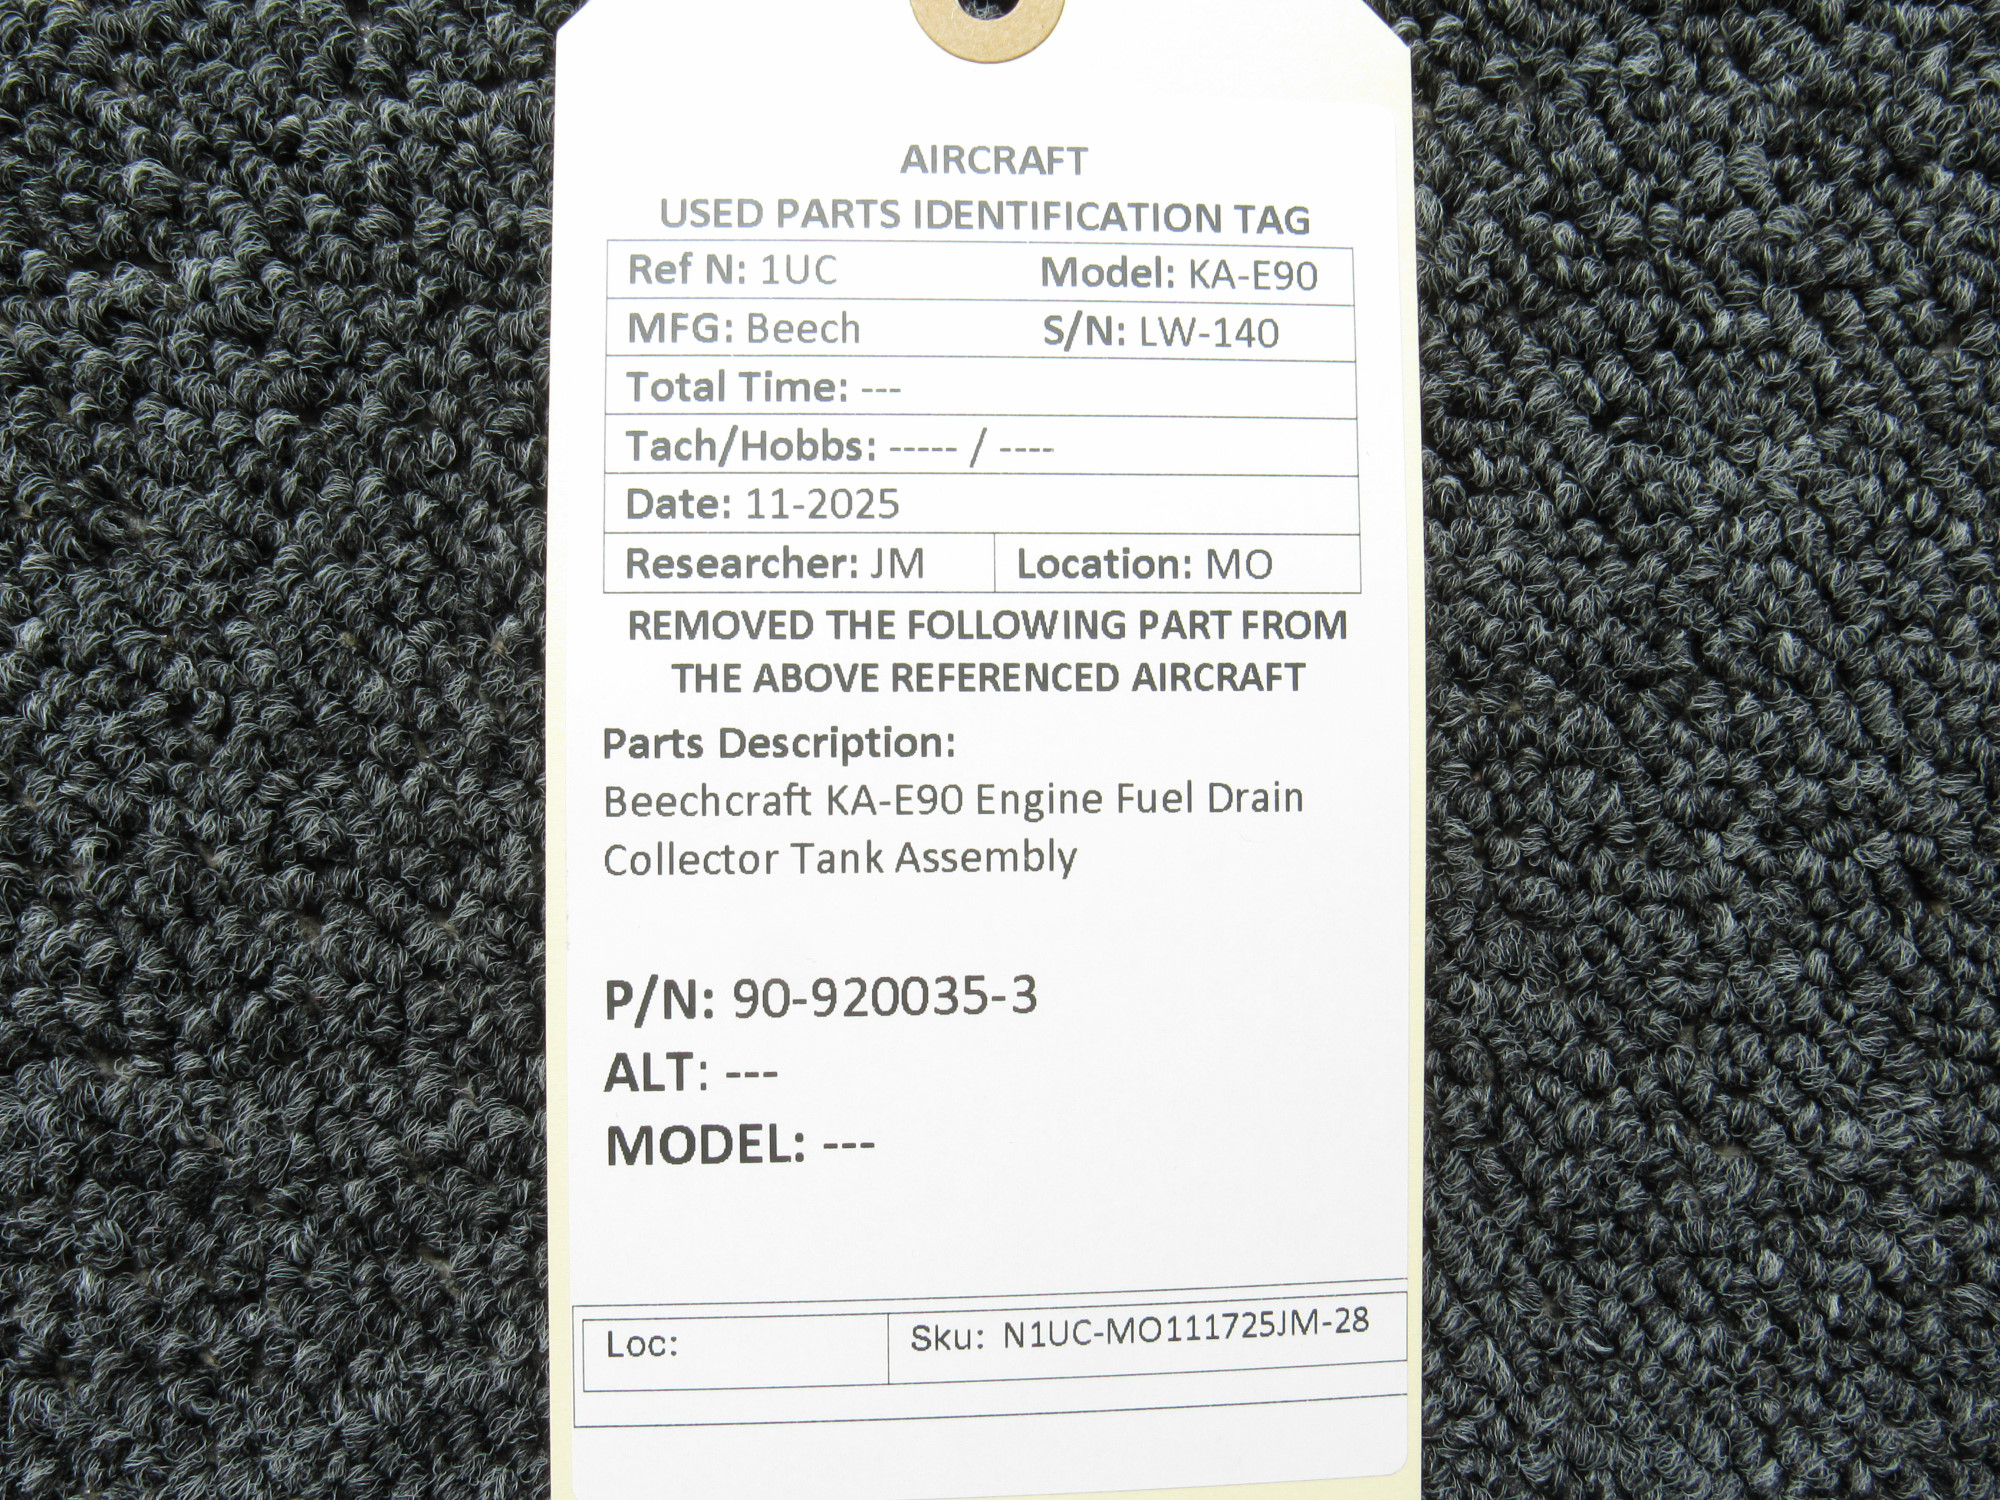 AIRCRAFT
USED PARTS IDENTIFICATION TAG
Ref N: 1UC Model: KA-E90
MFG: Beech S/N: LW-140
Total Time: ---
Tach/Hobbs: ----- / ----
Date: 11-2025
Researcher: JM Location: MO
REMOVED THE FOLLOWING PART FROM
THE ABOVE REFERENCED AIRCRAFT
Parts Description:
Beechcraft KA-E90 Engine Fuel Drain
Collector Tank Assembly
P/N: 90-920035-3
ALT: ---
MODEL: ---
Loc: Sku: N1UC-MO111725JM-28